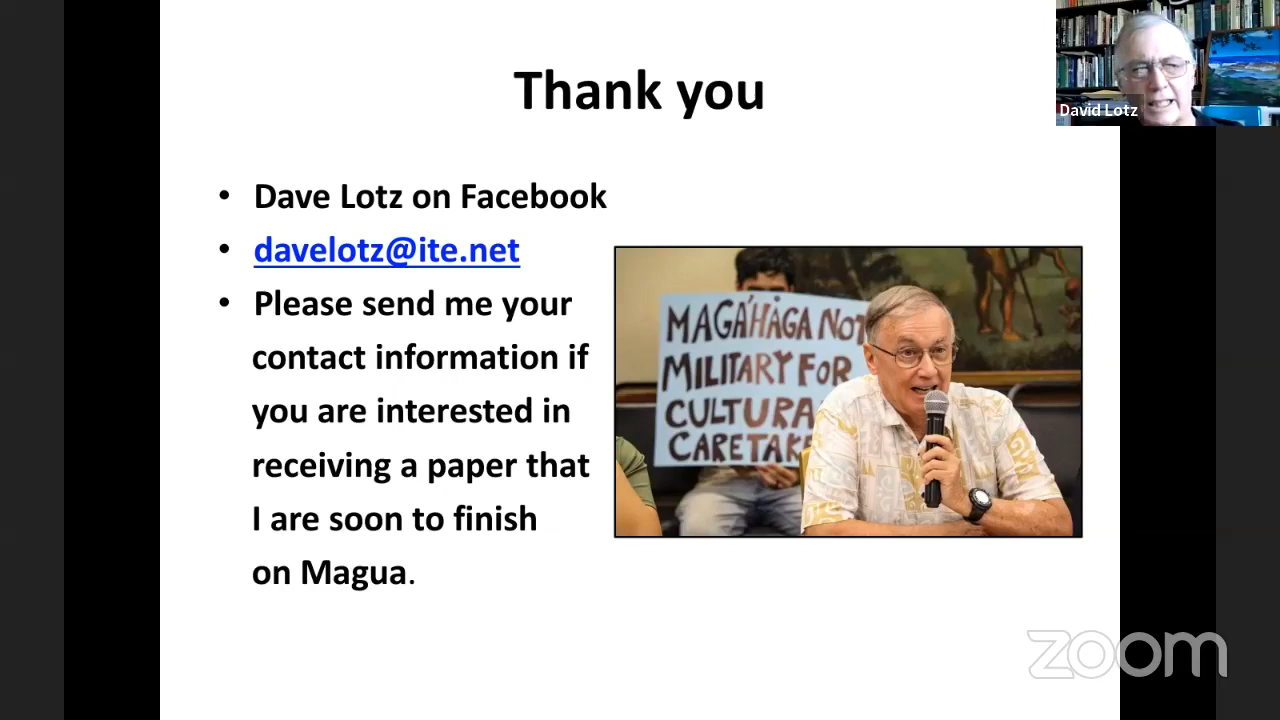 Thank you
David Lotz
• Dave Lotz on Facebook
• davelotz@ite.net
• Please send me your
contact information if
you are interested in
receiving a paper that
I are soon to finish
on Magua.
MAGA'HÅGA NOT
MILITARY FOR
CULTURA
CARETAKE
zoom